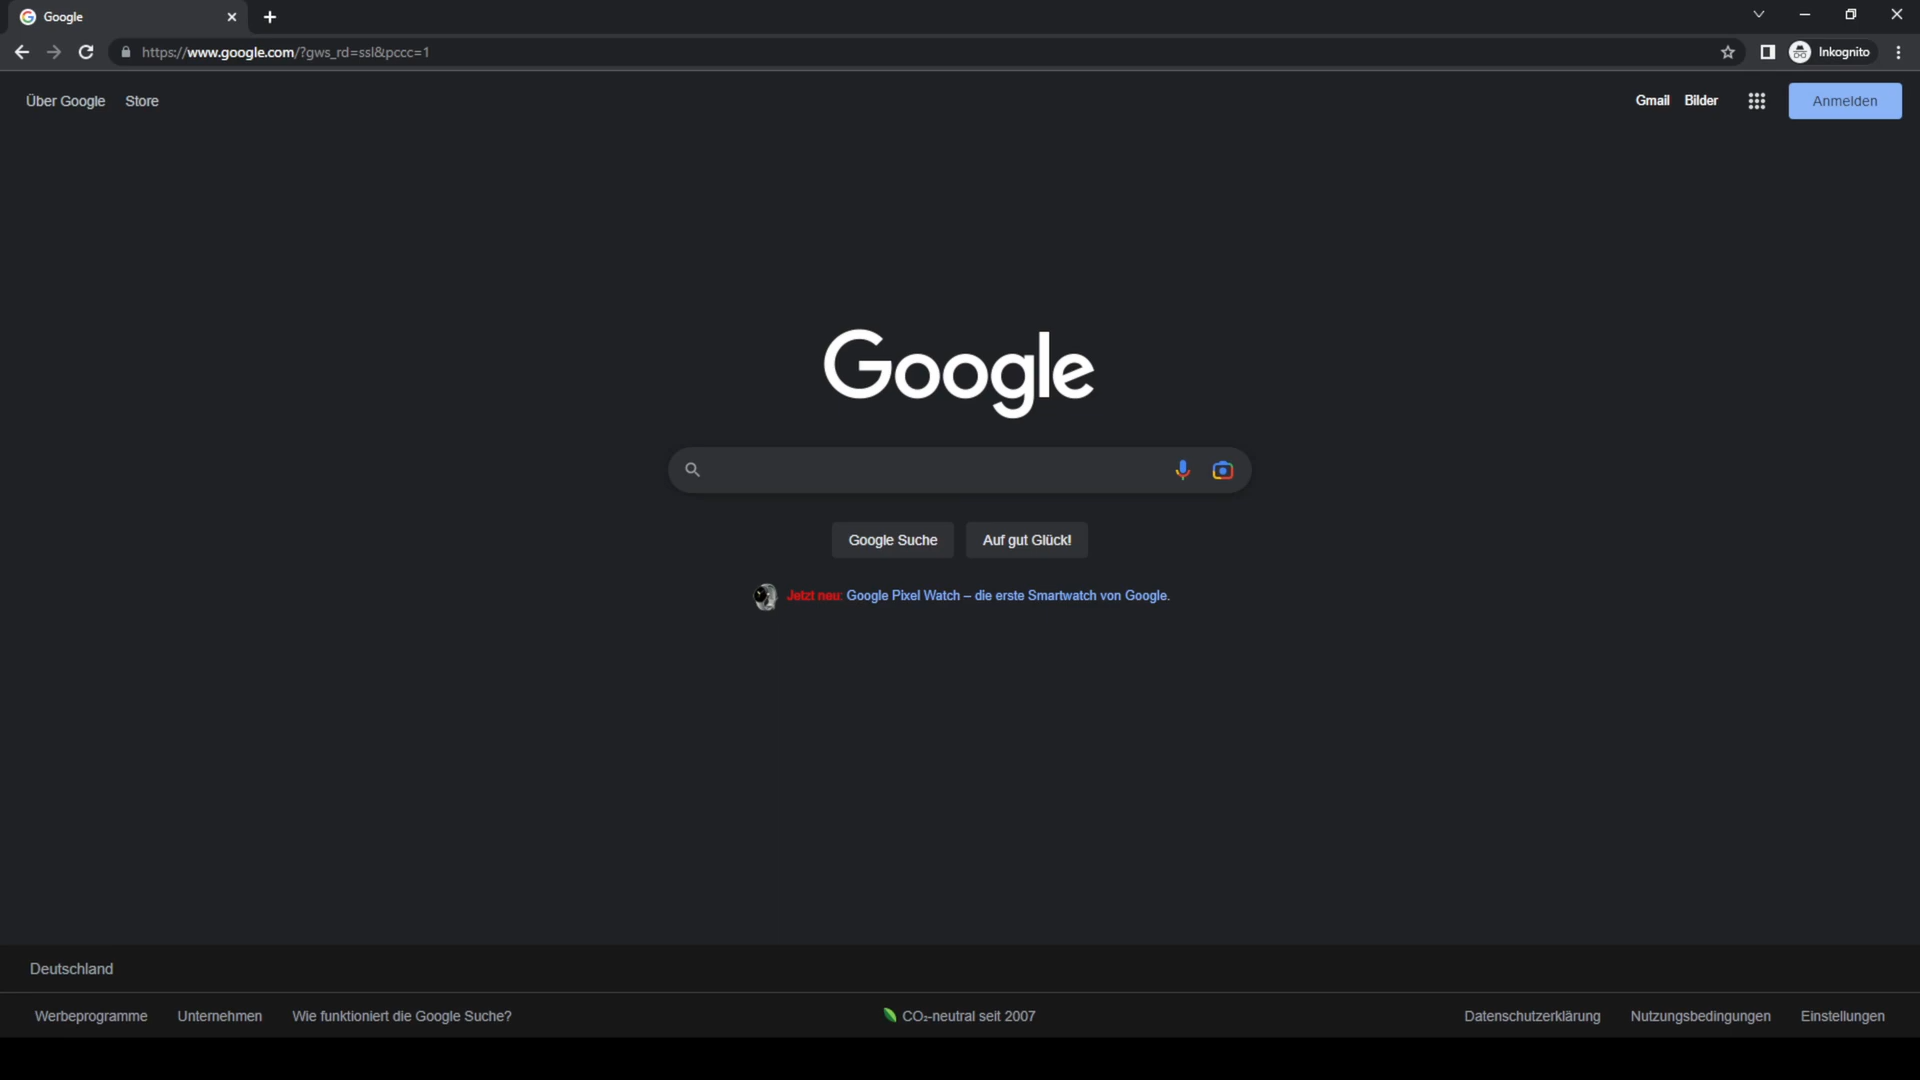 Google
https://www.google.com/?gws_rd=ssl&pccc=1
Inkognito
Über Google Store
Gmail Bilder
Anmelden
Google
Google Suche Auf gut Glück!
Jetzt neu: Google Pixel Watch – die erste Smartwatch von Google.
Deutschland
Werbeprogramme Unternehmen Wie funktioniert die Google Suche?
CO₂-neutral seit 2007
Datenschutzerklärung Nutzungsbedingungen Einstellungen